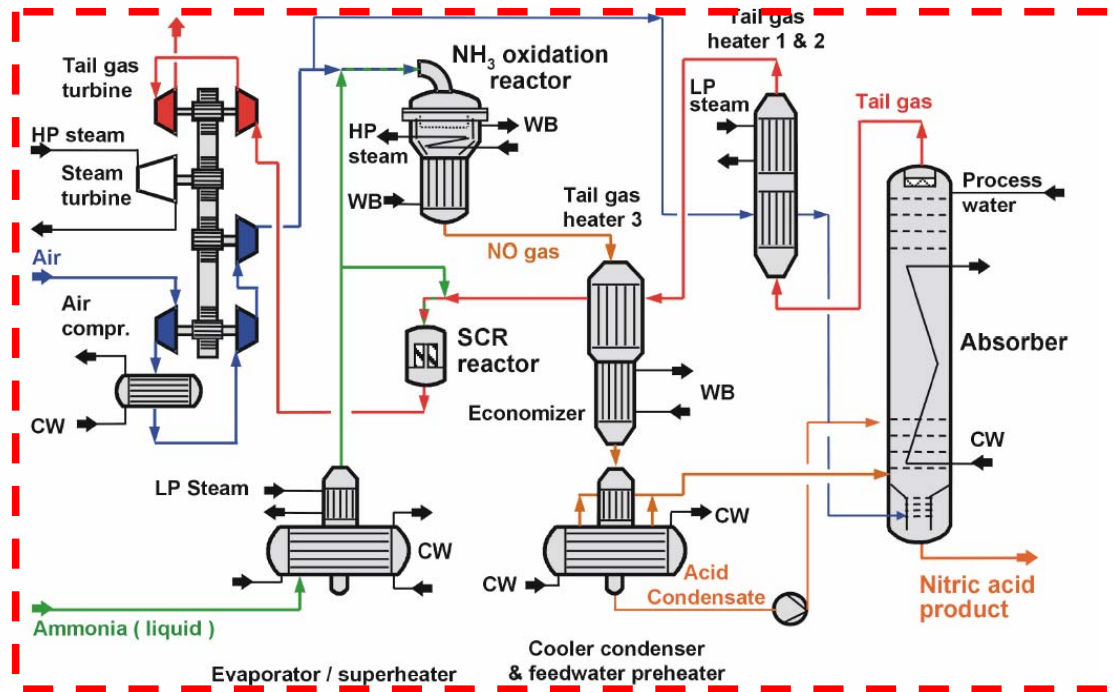 Tail gas
turbine
HP steam
Steam
turbine
Air
Air
compr.
CW
NH3 oxidation
reactor
HP
steam
WB
WB
NO gas
Tail gas
heater 3
Tail gas
heater 1 & 2
LP
steam
Tail gas
Process
water
Absorber
CW
SCR
reactor
Economizer
WB
LP Steam
CW
CW
CW
Acid
Condensate
Nitric acid
product
Ammonia ( liquid )
Evaporator / superheater
Cooler condenser
& feedwater preheater